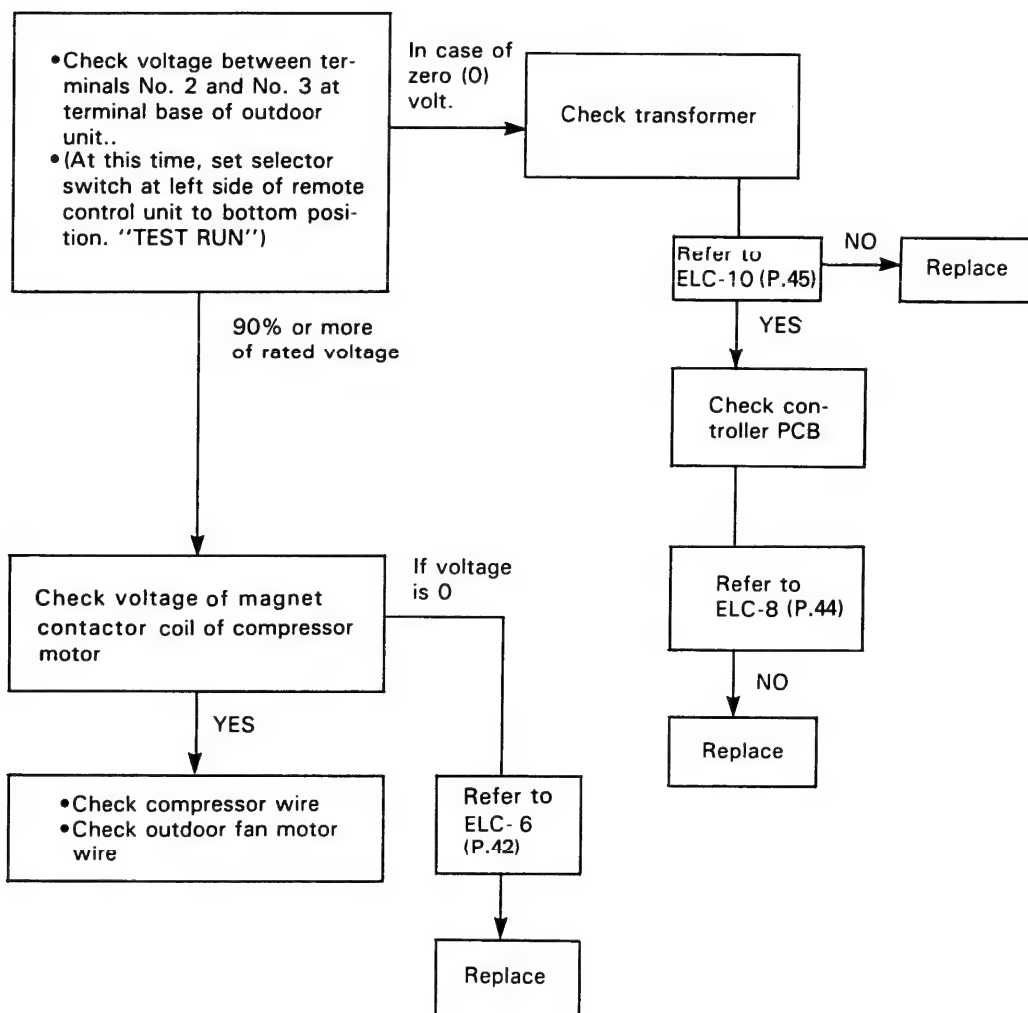 •Check voltage between ter-
minals No. 2 and No. 3 at
terminal base of outdoor
unit..
•(At this time, set selector
switch at left side of remote
control unit to bottom posi-
tion. "TEST RUN")
In case of
zero (0)
volt.
Check transformer
Refer to
ELC-10 (P.45)
NO
Replace
YES
Check con-
troller PCB
Refer to
ELC-8 (P.44)
NO
Replace
90% or more
of rated voltage
Check voltage of magnet
contactor coil of compressor
motor
If voltage
is 0
YES
•Check compressor wire
•Check outdoor fan motor
wire
Refer to
ELC-6
(P.42)
Replace